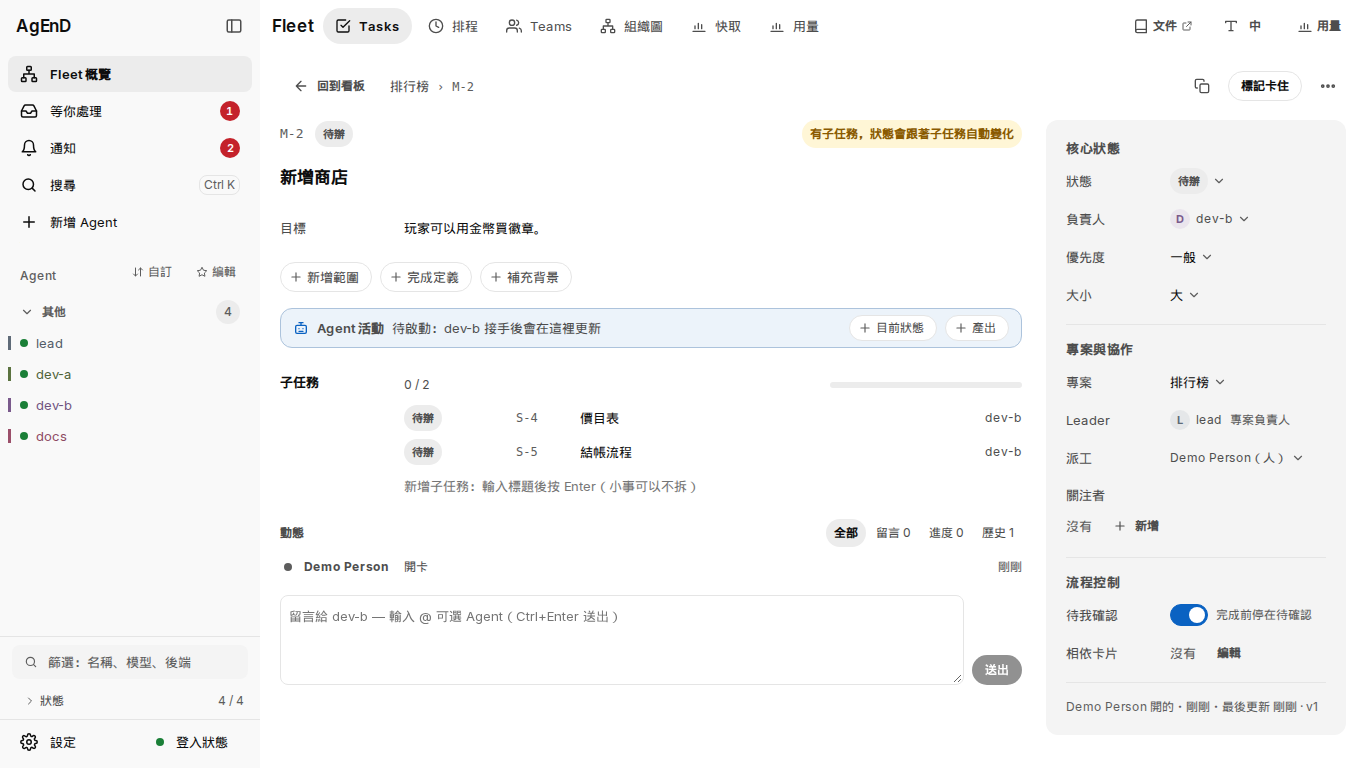 AgEnD
Fleet 概覽
等你處理 1
通知 2
搜尋 Ctrl K
新增 Agent
Agent 自訂 編輯
其他 4
lead
dev-a
dev-b
docs
篩選：名稱、模型、後端
狀態 4 / 4
設定 登入狀態
Fleet Tasks 排程 Teams 組織圖 快取 用量 文件 中 用量
回到看板 排行榜 › M-2 標記卡住
M-2 待辦 有子任務，狀態會跟著子任務自動變化
新增商店
目標 玩家可以用金幣買徽章。
新增範圍 完成定義 補充背景
Agent 活動 待啟動：dev-b 接手後會在這裡更新 目前狀態 產出
子任務 0 / 2
待辦 S-4 價目表 dev-b
待辦 S-5 結帳流程 dev-b
新增子任務：輸入標題後按 Enter（小事可以不拆）
動態 全部 留言 0 進度 0 歷史 1
Demo Person 開卡 剛剛
留言給 dev-b — 輸入 @ 可選 Agent（Ctrl+Enter 送出）
送出
核心狀態
狀態 待辦
負責人 D dev-b
優先度 一般
大小 大
專案與協作
專案 排行榜
Leader L lead 專案負責人
派工 Demo Person（人）
關注者
沒有 新增
流程控制
待我確認 完成前停在待確認
相依卡片 沒有 編輯
Demo Person 開的・剛剛・最後更新 剛剛 · v1